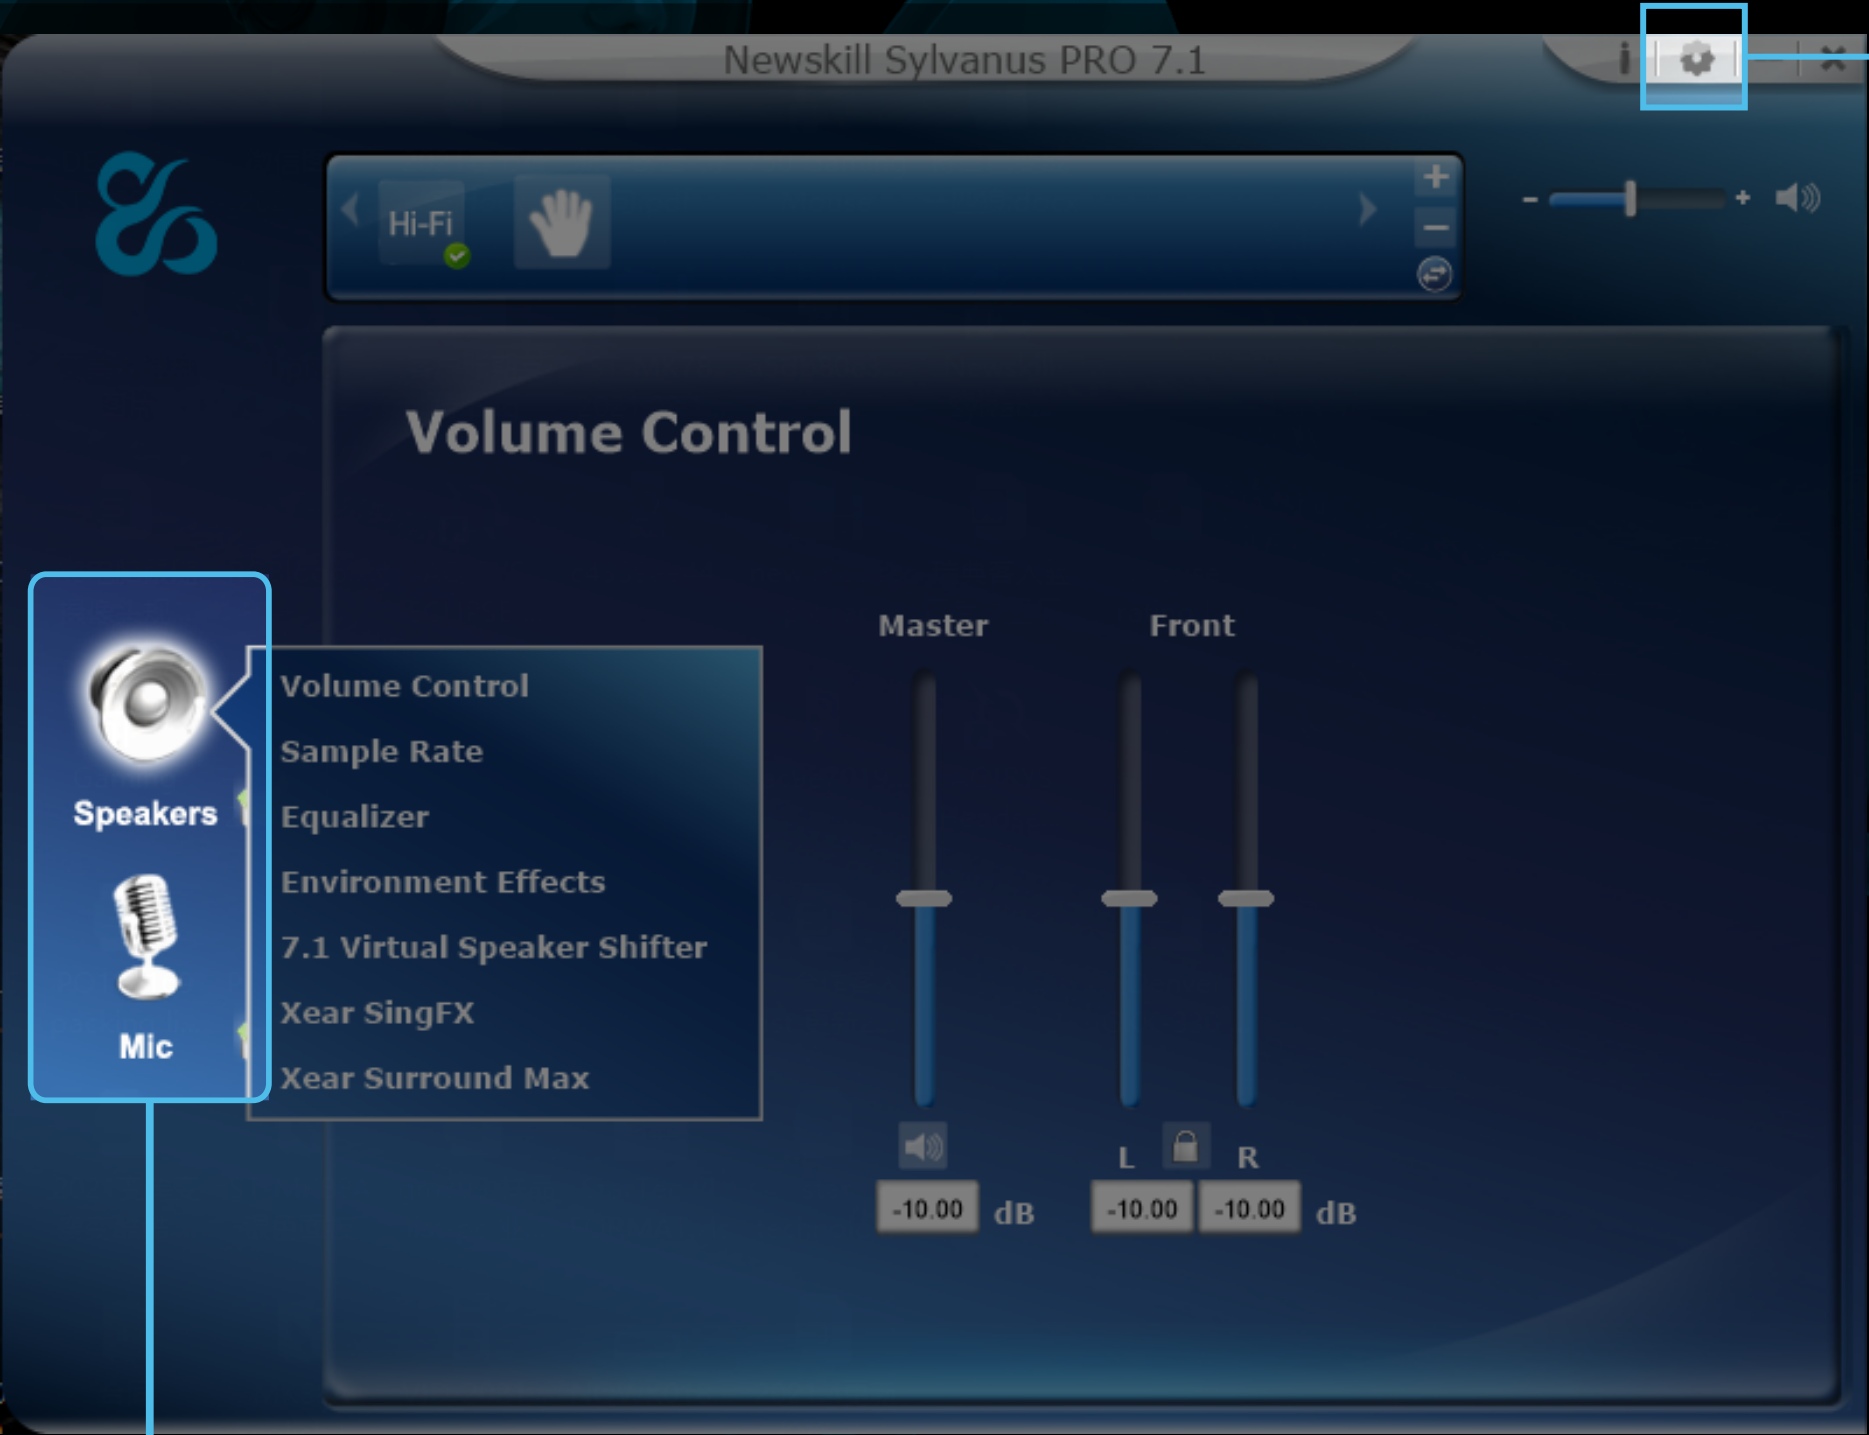 Newskill Sylvanus PRO 7.1
Hi-Fi
Volume Control
Master
Front
Speakers
Mic
Volume Control
Sample Rate
Equalizer
Environment Effects
7.1 Virtual Speaker Shifter
Xear SingFX
Xear Surround Max
L
R
-10.00 dB
-10.00 -10.00 dB